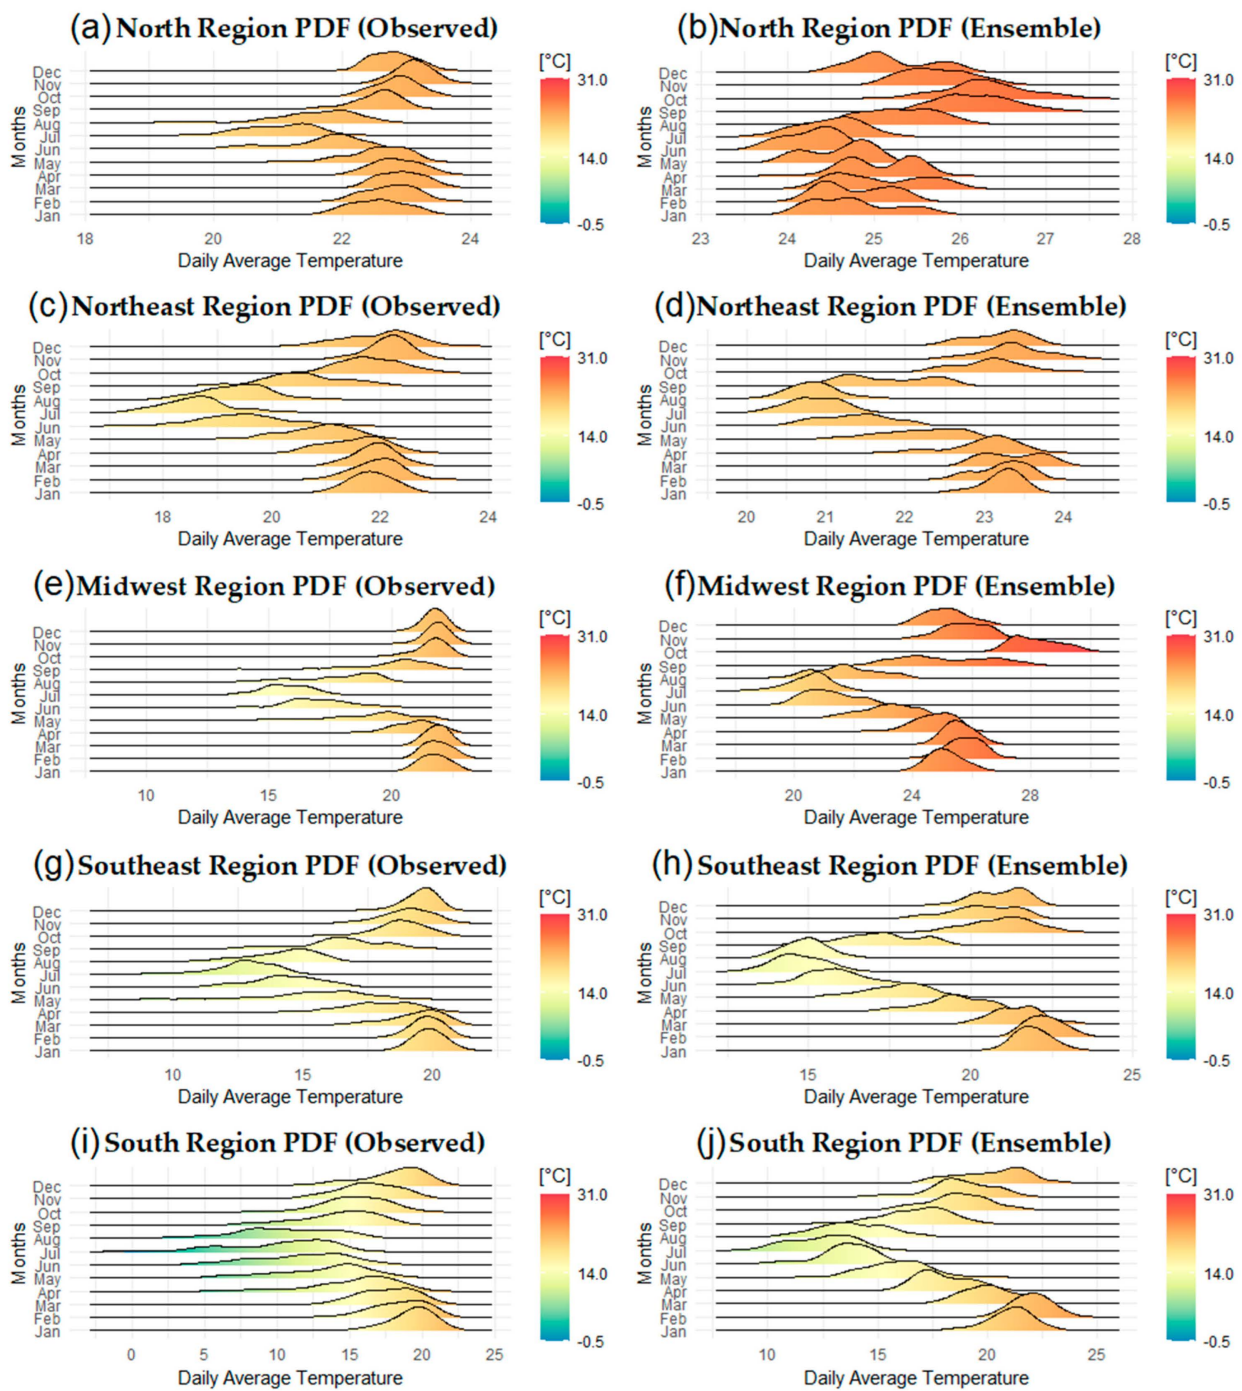 (a) North Region PDF (Observed)
[°C]
31.0
14.0
-0.5
Months
Dec
Nov
Oct
Sep
Aug
Jul
Jun
May
Apr
Mar
Feb
Jan
18 20 22 24
Daily Average Temperature
(b) North Region PDF (Ensemble)
[°C]
31.0
14.0
-0.5
Months
Dec
Nov
Oct
Sep
Aug
Jul
Jun
May
Apr
Mar
Feb
Jan
23 24 25 26 27 28
Daily Average Temperature
(c) Northeast Region PDF (Observed)
[°C]
31.0
14.0
-0.5
Months
Dec
Nov
Oct
Sep
Aug
Jul
Jun
May
Apr
Mar
Feb
Jan
18 20 22 24
Daily Average Temperature
(d) Northeast Region PDF (Ensemble)
[°C]
31.0
14.0
-0.5
Months
Dec
Nov
Oct
Sep
Aug
Jul
Jun
May
Apr
Mar
Feb
Jan
20 21 22 23 24
Daily Average Temperature
(e) Midwest Region PDF (Observed)
[°C]
31.0
14.0
-0.5
Months
Dec
Nov
Oct
Sep
Aug
Jul
Jun
May
Apr
Mar
Feb
Jan
10 15 20
Daily Average Temperature
(f) Midwest Region PDF (Ensemble)
[°C]
31.0
14.0
-0.5
Months
Dec
Nov
Oct
Sep
Aug
Jul
Jun
May
Apr
Mar
Feb
Jan
20 24 28
Daily Average Temperature
(g) Southeast Region PDF (Observed)
[°C]
31.0
14.0
-0.5
Months
Dec
Nov
Oct
Sep
Aug
Jul
Jun
May
Apr
Mar
Feb
Jan
10 15 20
Daily Average Temperature
(h) Southeast Region PDF (Ensemble)
[°C]
31.0
14.0
-0.5
Months
Dec
Nov
Oct
Sep
Aug
Jul
Jun
May
Apr
Mar
Feb
Jan
15 20 25
Daily Average Temperature
(i) South Region PDF (Observed)
[°C]
31.0
14.0
-0.5
Months
Dec
Nov
Oct
Sep
Aug
Jul
Jun
May
Apr
Mar
Feb
Jan
0 5 10 15 20 25
Daily Average Temperature
(j) South Region PDF (Ensemble)
[°C]
31.0
14.0
-0.5
Months
Dec
Nov
Oct
Sep
Aug
Jul
Jun
May
Apr
Mar
Feb
Jan
10 15 20 25
Daily Average Temperature